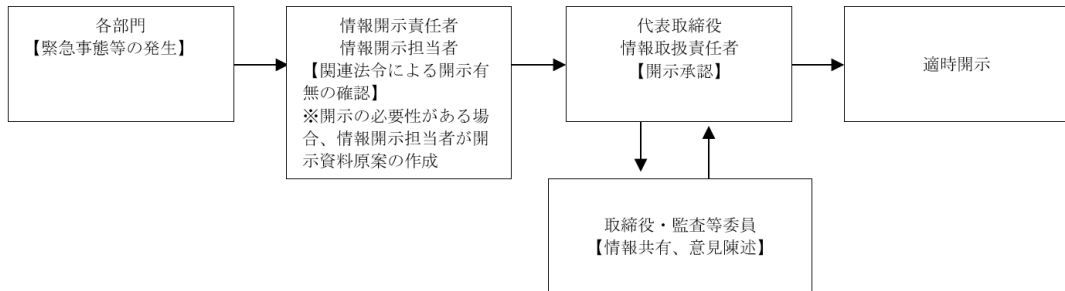 各部門
【緊急事態等の発生】
情報開示責任者
情報開示担当者
【関連法令による開示有
無の確認】
※開示の必要性がある場
合、情報開示担当者が開
示資料原案の作成
代表取締役
情報取扱責任者
【開示承認】
適時開示
取締役・監査等委員
【情報共有、意見陳述】